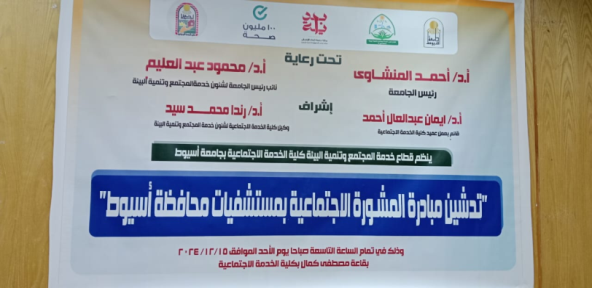 ١٠٠ مليون
صحة
تحت رعاية
أ.د/ أحمد المنشاوى
رئيس الجامعة
أ.د/ محمود عبد العليم
نائب رئيس الجامعة لشئون خدمة المجتمع وتنمية البيئة
إشراف
أ.د/ ايمان عبدالعال أحمد
قائم بعمل عميد كلية الخدمة الاجتماعية
أ.د/ رندا محمد سيد
وكيل كلية الخدمة الاجتماعية لشئون خدمة المجتمع وتنمية البيئة
ينظم قطاع خدمة المجتمع وتنمية البيئة كلية الخدمة الاجتماعية بجامعة أسيوط
"تدشين مبادرة المشورة الاجتماعية بمستشفيات محافظة أسيوط"
وذلك في تمام الساعة التاسعة صباحا يوم الأحد الموافق ٢٠٢٤/١٢/١٥
بقاعة مصطفى كمال بكلية الخدمة الاجتماعية